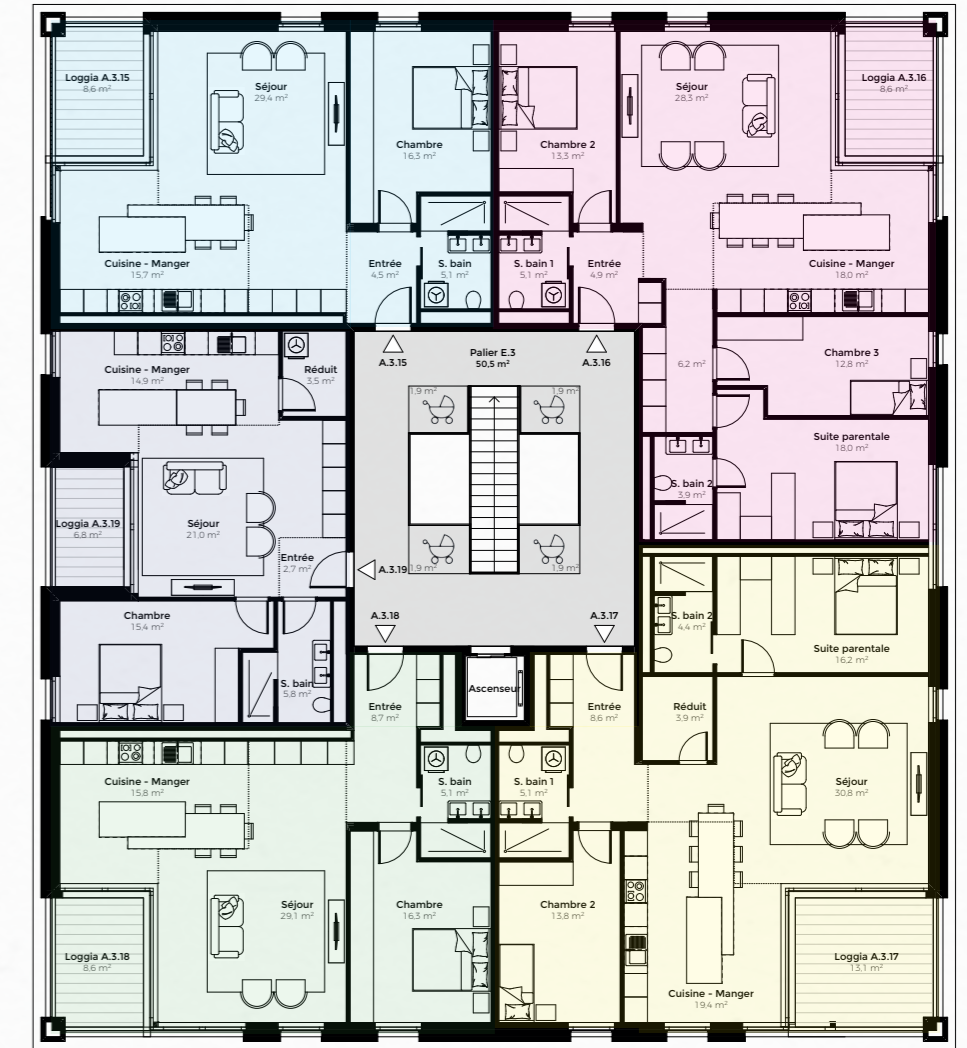 Loggia A.3.15
8,6 m²
Séjour
29,4 m²
Chambre
16,3 m²
Cuisine - Manger
15,7 m²
Entrée
4,5 m²
S. bain
5,1 m²
Chambre 2
13,3 m²
Séjour
28,3 m²
Loggia A.3.16
8,6 m²
S. bain 1
5,1 m²
Entrée
4,9 m²
Cuisine - Manger
18,0 m²
A.3.15
Palier E.3
50,5 m²
A.3.16
6,2 m²
Chambre 3
12,8 m²
Suite parentale
18,0 m²
S. bain 2
3,9 m²
Cuisine - Manger
14,9 m²
Réduit
3,5 m²
1,9 m²
1,9 m²
1,9 m²
1,9 m²
Loggia A.3.19
6,8 m²
Séjour
21,0 m²
Entrée
2,7 m²
A.3.19
Chambre
15,4 m²
S. bain
5,8 m²
A.3.18
A.3.17
Ascenseur
S. bain 2
4,4 m²
Suite parentale
16,2 m²
Entrée
8,7 m²
Entrée
8,6 m²
Réduit
3,9 m²
Cuisine - Manger
15,8 m²
S. bain
5,1 m²
S. bain 1
5,1 m²
Séjour
30,8 m²
Séjour
29,1 m²
Chambre
16,3 m²
Chambre 2
13,8 m²
Loggia A.3.18
8,6 m²
Loggia A.3.17
13,1 m²
Cuisine - Manger
19,4 m²